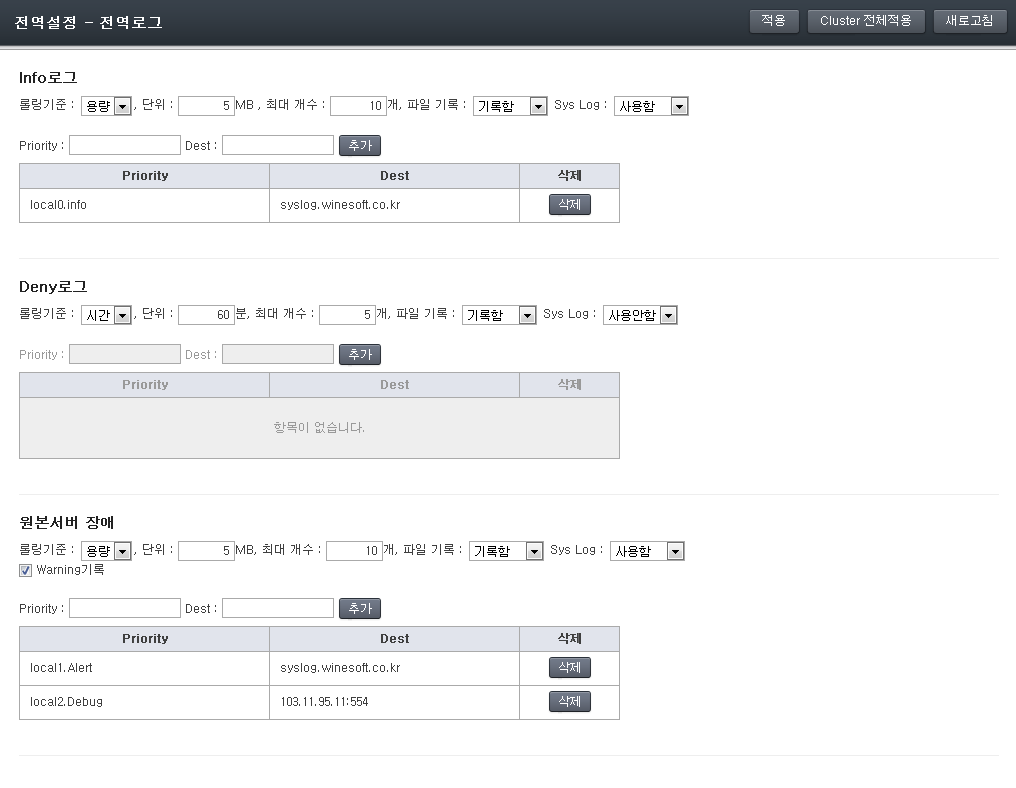 전역설정 - 전역로그 적용 Cluster 전체적용 새로고침
Info로그
롤링기준 : 용량 , 단위 : 5 MB , 최대 개수 : 10 개, 파일 기록 : 기록함 Sys Log : 사용함
Priority : Dest : 추가
Priority Dest 삭제
local0.info syslog.winesoft.co.kr 삭제
Deny로그
롤링기준 : 시간 , 단위 : 60 분, 최대 개수 : 5 개, 파일 기록 : 기록함 Sys Log : 사용안함
Priority : Dest : 추가
Priority Dest 삭제
항목이 없습니다.
원본서버 장애
롤링기준 : 용량 , 단위 : 5 MB, 최대 개수 : 10 개, 파일 기록 : 기록함 Sys Log : 사용함
Warning기록
Priority : Dest : 추가
Priority Dest 삭제
local1.Alert syslog.winesoft.co.kr 삭제
local2.Debug 103.11.95.11:554 삭제